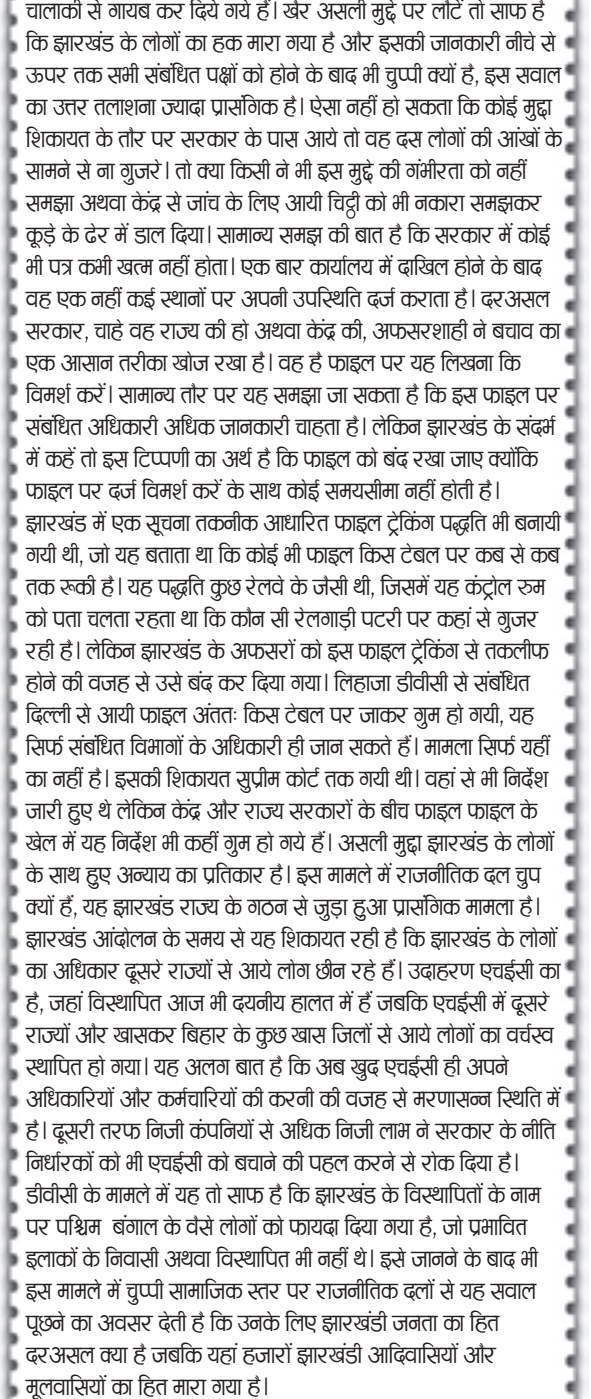 चालाकी से गायब कर दिये गये हैं। खैर असली मुद्दे पर लौटें तो साफ है
कि झारखंड के लोगों का हक मारा गया है और इसकी जानकारी नीचे से
ऊपर तक सभी संबंधित पक्षों को होने के बाद भी चुप्पी क्यों है, इस सवाल
का उत्तर तलाशना ज्यादा प्रासंगिक है। ऐसा नहीं हो सकता कि कोई मुद्दा
शिकायत के तौर पर सरकार के पास आये तो वह दस लोगों की आंखों के
सामने से ना गुजरे। तो क्या किसी ने भी इस मुद्दे की गंभीरता को नहीं
समझा अथवा केंद्र से जांच के लिए आयी चिट्ठी को भी नकारा समझकर
कूड़े के ढेर में डाल दिया। सामान्य समझ की बात है कि सरकार में कोई
भी पत्र कभी खत्म नहीं होता। एक बार कार्यालय में दाखिल होने के बाद
वह एक नहीं कई स्थानों पर अपनी उपस्थिति दर्ज कराता है। दरअसल
सरकार, चाहे वह राज्य की हो अथवा केंद्र की, अफसरशाही ने बचाव का
एक आसान तरीका खोज रखा है। वह है फाइल पर यह लिखना कि
विमर्श करें। सामान्य तौर पर यह समझा जा सकता है कि इस फाइल पर
संबंधित अधिकारी अधिक जानकारी चाहता है। लेकिन झारखंड के संदर्भ
में कहें तो इस टिप्पणी का अर्थ है कि फाइल को बंद रखा जाए क्योंकि
फाइल पर दर्ज विमर्श करें के साथ कोई समयसीमा नहीं होती है।
झारखंड में एक सूचना तकनीक आधारित फाइल ट्रेकिंग पद्धति भी बनायी
गयी थी, जो यह बताता था कि कोई भी फाइल किस टेबल पर कब से कब
तक रूकी है। यह पद्धति कुछ रेलवे के जैसी थी, जिसमें यह कंट्रोल रुम
को पता चलता रहता था कि कौन सी रेलगाड़ी पटरी पर कहां से गुजर
रही है। लेकिन झारखंड के अफसरों को इस फाइल ट्रेकिंग से तकलीफ
होने की वजह से उसे बंद कर दिया गया। लिहाजा डीवीसी से संबंधित
दिल्ली से आयी फाइल अंततः किस टेबल पर जाकर गुम हो गयी, यह
सिर्फ संबंधित विभागों के अधिकारी ही जान सकते हैं। मामला सिर्फ यहीं
का नहीं है। इसकी शिकायत सुप्रीम कोर्ट तक गयी थी। वहां से भी निर्देश
जारी हुए थे लेकिन केंद्र और राज्य सरकारों के बीच फाइल फाइल के
खेल में यह निर्देश भी कहीं गुम हो गये हैं। असली मुद्दा झारखंड के लोगों
के साथ हुए अन्याय का प्रतिकार है। इस मामले में राजनीतिक दल चुप
क्यों हैं, यह झारखंड राज्य के गठन से जुड़ा हुआ प्रासंगिक मामला है।
झारखंड आंदोलन के समय से यह शिकायत रही है कि झारखंड के लोगों
का अधिकार दूसरे राज्यों से आये लोग छीन रहे हैं। उदाहरण एचईसी का
है, जहां विस्थापित आज भी दयनीय हालत में हैं जबकि एचईसी में दूसरे
राज्यों और खासकर बिहार के कुछ खास जिलों से आये लोगों का वर्चस्व
स्थापित हो गया। यह अलग बात है कि अब खुद एचईसी ही अपने
अधिकारियों और कर्मचारियों की करनी की वजह से मरणासन्न स्थिति में
है। दूसरी तरफ निजी कंपनियों से अधिक निजी लाभ ने सरकार के नीति
निर्धारकों को भी एचईसी को बचाने की पहल करने से रोक दिया है।
डीवीसी के मामले में यह तो साफ है कि झारखंड के विस्थापितों के नाम
पर पश्चिम बंगाल के वैसे लोगों को फायदा दिया गया है, जो प्रभावित
इलाकों के निवासी अथवा विस्थापित भी नहीं थे। इसे जानने के बाद भी
इस मामले में चुप्पी सामाजिक स्तर पर राजनीतिक दलों से यह सवाल
पूछने का अवसर देती है कि उनके लिए झारखंडी जनता का हित
दरअसल क्या है जबकि यहां हजारों झारखंडी आदिवासियों और
मूलवासियों का हित मारा गया है।